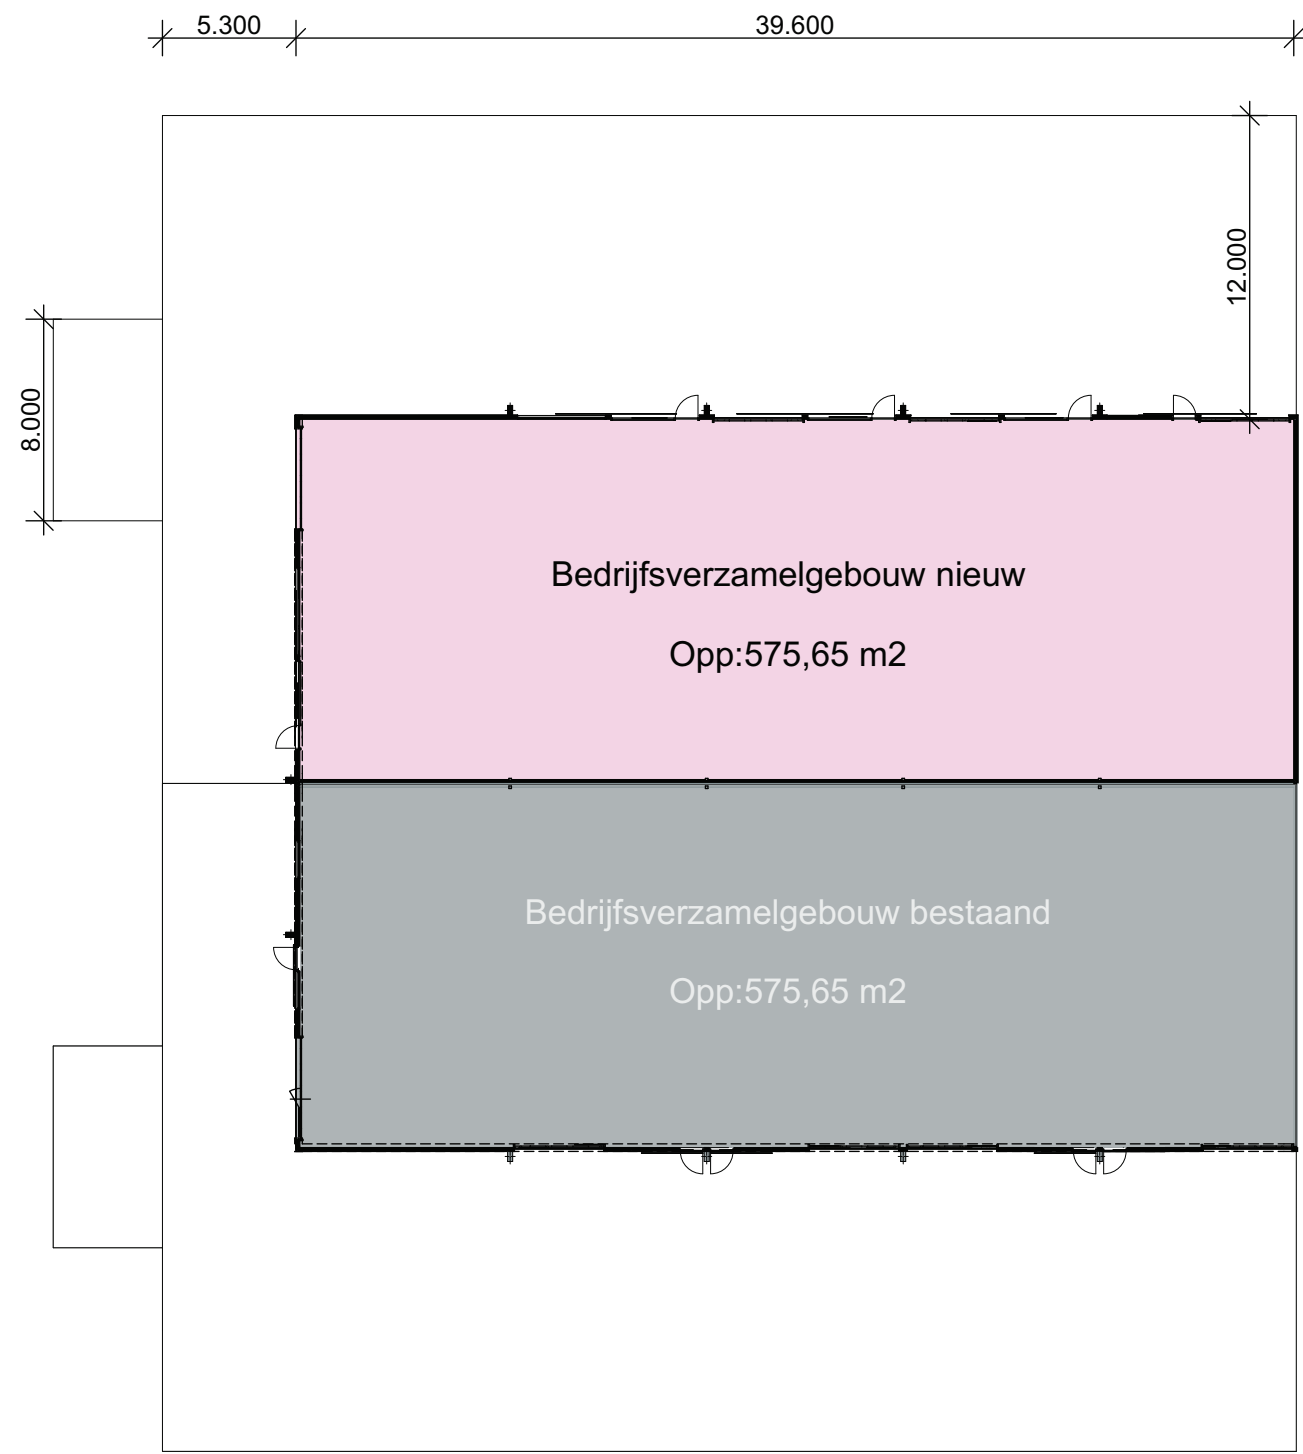 5.300
39.600
12.000
8.000
Bedrijfsverzamelgebouw nieuw
Opp:575,65 m2
Bedrijfsverzamelgebouw bestaand
Opp:575,65 m2